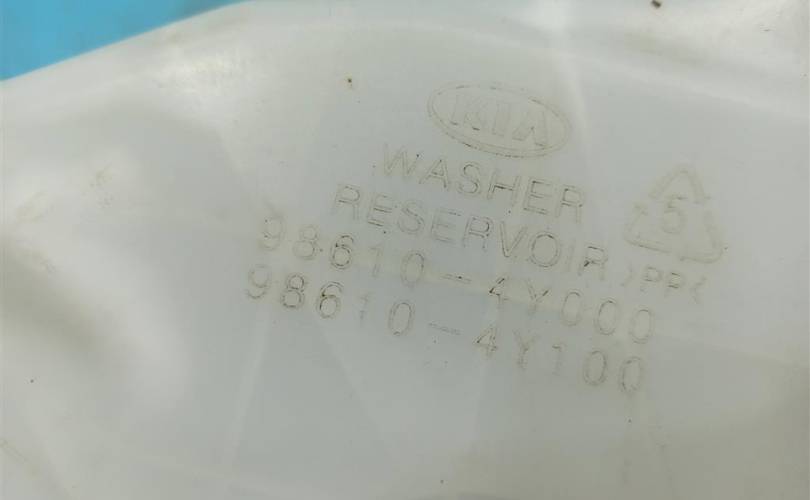 KIA
WASHER
RESERVOIR
5
>PP<
98610-4Y000
98610-4Y100